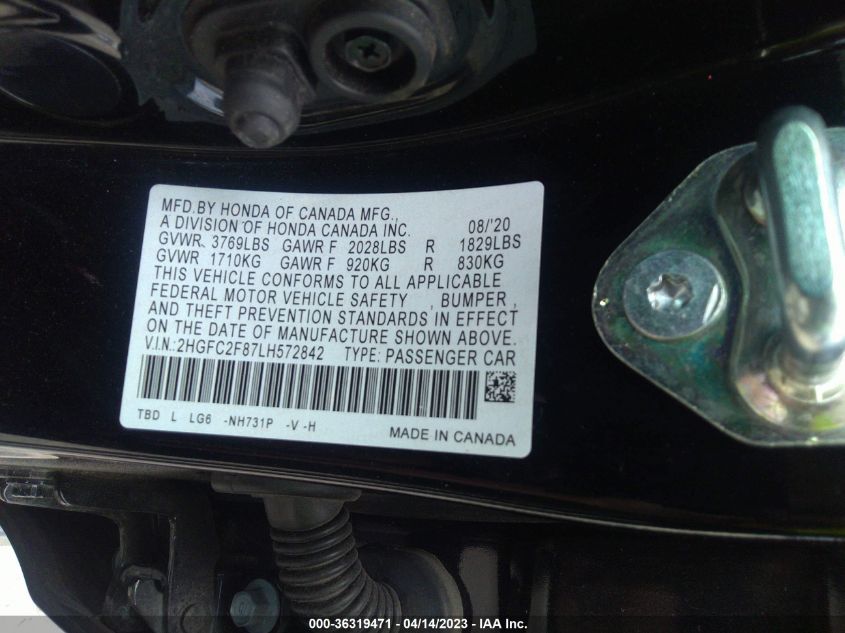 MFD.BY HONDA OF CANADA MFG.,
A DIVISION OF HONDA CANADA INC. 08/'20
GVWR 3769LBS GAWR F 2028LBS R 1829LBS
GVWR 1710KG GAWR F 920KG R 830KG
THIS VEHICLE CONFORMS TO ALL APPLICABLE
FEDERAL MOTOR VEHICLE SAFETY , BUMPER ,
AND THEFT PREVENTION STANDARDS IN EFFECT
ON THE DATE OF MANUFACTURE SHOWN ABOVE.
V.I.N.:2HGFC2F87LH572842 TYPE: PASSENGER CAR
TBD L LG6 -NH731P -V -H
MADE IN CANADA
000-36319471 - 04/14/2023 - IAA Inc.